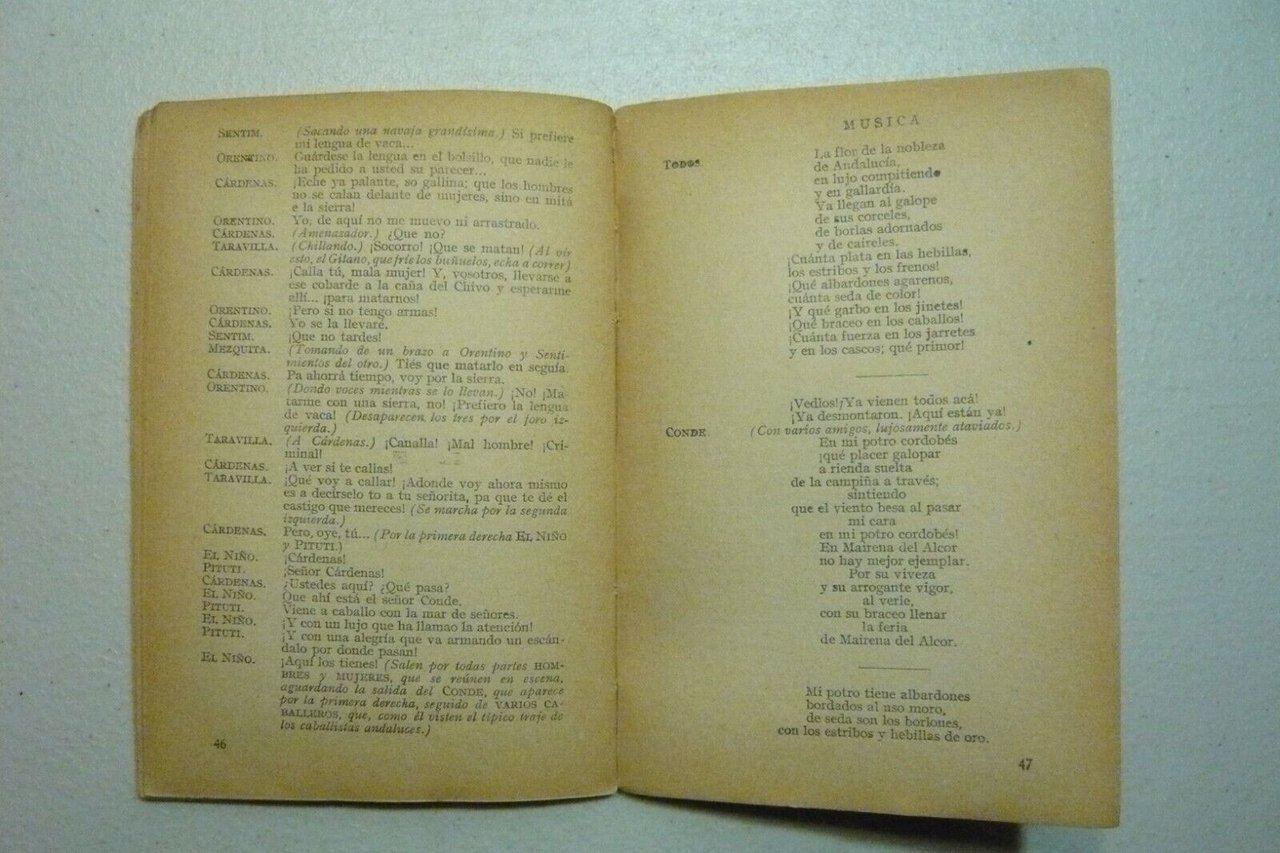 SENTIM. (Sacando una navaja grandísima.) Si prefiere
mi lengua de vaca...
ORENTINO. Guárdese la lengua en el bolsillo, que nadie le
ha pedido a usted su parecer...
CÁRDENAS. ¡Eche ya palante, so gallina; que los hombres
no se calan delante de mujeres, sino en mitá
e la sierra!
ORENTINO. Yo, de aquí no me muevo ni arrastrado.
CÁRDENAS. (Amenazador.) ¿Que no?
TARAVILLA. (Chillando.) ¡Socorro! ¡Que se matan! (Al oír
esto, el Gitano, que fríe los buñuelos, echa a correr)
CÁRDENAS. ¡Calla tú, mala mujer! Y, vosotros, llevarse a
ese cobarde a la caña del Chivo y esperarme
allí... ¡para matarnos!
ORENTINO. ¡Pero si no tengo armas!
CÁRDENAS. Yo se la llevaré.
SENTIM. ¡Que no tardes!
MEZQUITA. (Tomando de un brazo a Orentino y Senti-
mientos del otro.) Tiés que matarlo en seguía.
CÁRDENAS. Pa ahorrá tiempo, voy por la sierra.
ORENTINO. (Dondo voces mientras se lo llevan.) ¡No! ¡Ma-
tarme con una sierra, no! ¡Prefiero la lengua
de vaca! (Desaparecen los tres por el foro iz-
quierda.)
TARAVILLA. (A Cárdenas.) ¡Canalla! ¡Mal hombre! ¡Cri-
minal!
CÁRDENAS. ¡A ver si te callas!
TARAVILLA. ¡Qué voy a callar! ¡Adonde voy ahora mismo
es a decírselo to a tu señorita, pa que te dé el
castigo que mereces! (Se marcha por la segunda
izquierda.)
CÁRDENAS. Pero, oye, tú... (Por la primera derecha EL NIÑO
y PITUTI.)
EL NIÑO. ¡Cárdenas!
PITUTI. ¡Señor Cárdenas!
CÁRDENAS. ¿Ustedes aquí? ¿Qué pasa?
EL NIÑO. Que ahí está el señor Conde.
PITUTI. Viene a caballo con la mar de señores.
EL NIÑO. ¡Y con un lujo que ha llamao la atención!
PITUTI. ¡Y con una alegría que va armando un escán-
dalo por donde pasan!
EL NIÑO. ¡Aquí los tienes! (Salen por todas partes HOM-
BRES y MUJERES, que se reúnen en escena,
aguardando la salida del CONDE, que aparece
por la primera derecha, seguido de VARIOS CA-
BALLEROS, que, como él visten el típico traje de
los caballistas andaluces.)
46
MUSICA
TODOS. La flor de la nobleza
de Andalucía,
en lujo compitiendo
y en gallardía.
Ya llegan al galope
de sus corceles,
de borlas adornados
y de caireles.
¡Cuánta plata en las hebillas,
los estribos y los frenos!
¡Qué albardones agarenos,
cuánta seda de color!
¡Y qué garbo en los jinetes!
¡Qué braceo en los caballos!
¡Cuánta fuerza en los jarretes
y en los cascos; qué primor!
¡Vedlos! ¡Ya vienen todos acá!
¡Ya desmontaron. ¡Aquí están ya!
CONDE. (Con varios amigos, lujosamente ataviados.)
En mi potro cordobés
¡qué placer galopar
a rienda suelta
de la campiña a través;
sintiendo
que el viento besa al pasar
mi cara
en mi potro cordobés!
En Mairena del Alcor
no hay mejor ejemplar.
Por su viveza
y su arrogante vigor,
al verle,
con su braceo llenar
la feria
de Mairena del Alcor.
Mi potro tiene albardones
bordados al uso moro,
de seda son los borlones,
con los estribos y hebillas de oro.
47